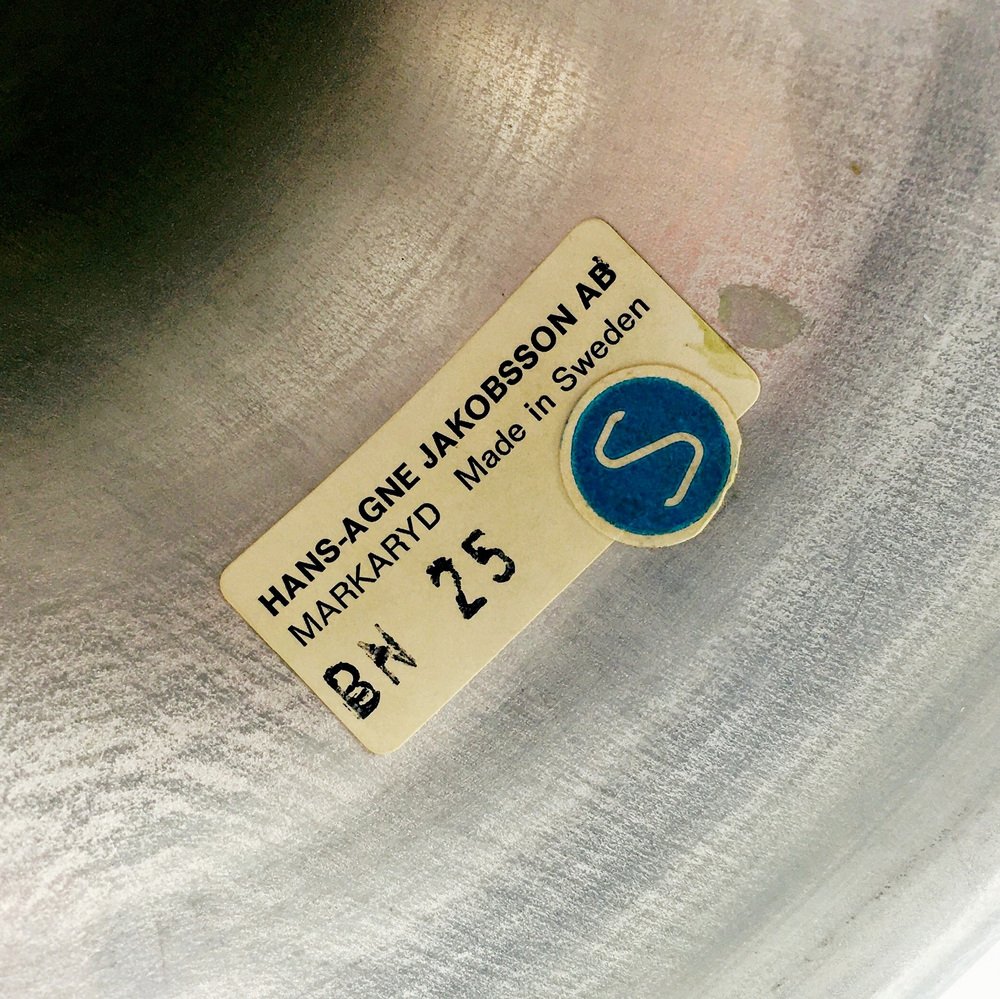 HANS-AGNE JAKOBSSON AB
MARKARYD Made in Sweden
BN 25
S